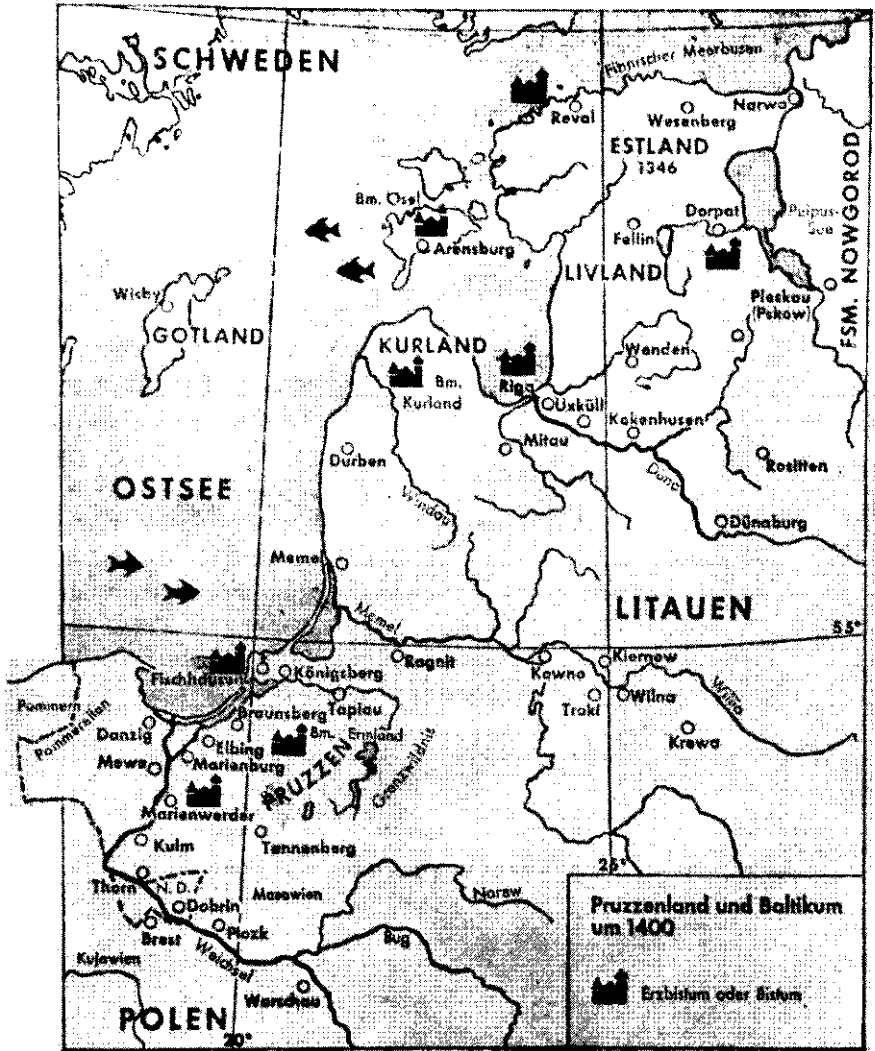 SCHWEDEN
Finnischer Meerbusen
Reval
Wesenberg
Narwa
ESTLAND
1346
Bm. Ösel
Arensburg
Dorpat
Peipus-
See
Fellin
LIVLAND
FSM. NOWGOROD
Pleskau
(Pskow)
Wisby
GOTLAND
KURLAND
Bm.
Kurland
Riga
Wenden
Üxküll
Kokenhusen
Mitau
Durben
Rositten
OSTSEE
Windau
Düna
Dünaburg
Memel
Memel
LITAUEN
55°
Ragnit
Kowno
Kiernow
Fischhausen
Königsberg
Wilna
Wilna
Pommern
Pommerellen
Tapiau
Troki
Danzig
Braunsberg
Elbing
Bm. Ermland
Krewo
Mewe
Marienburg
PRUZZEN
Grenzwildnis
Marienwerder
Kulm
Tannenberg
25°
Thorn
N. D.
Masowien
Narew
Dobrin
Brest
Plozk
Bug
Kujawien
Weichsel
Warschau
POLEN
20°
Pruzzenland und Baltikum
um 1400
Erzbistum oder Bistum